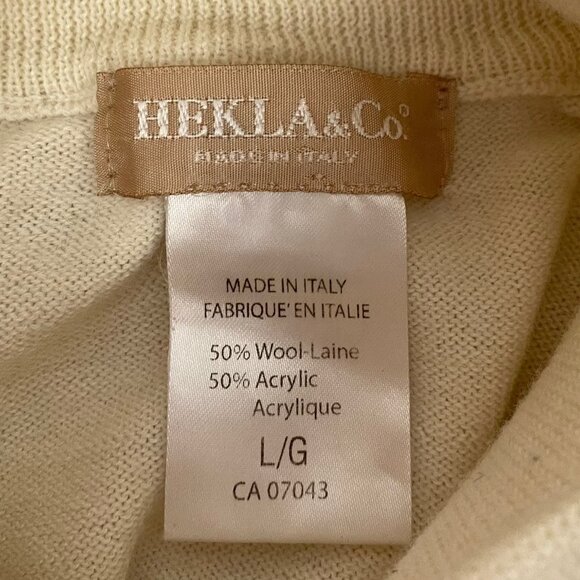 HEKLA&Co.
MADE IN ITALY
MADE IN ITALY
FABRIQUE' EN ITALIE
50% Wool-Laine
50% Acrylic
Acrylique
L/G
CA 07043